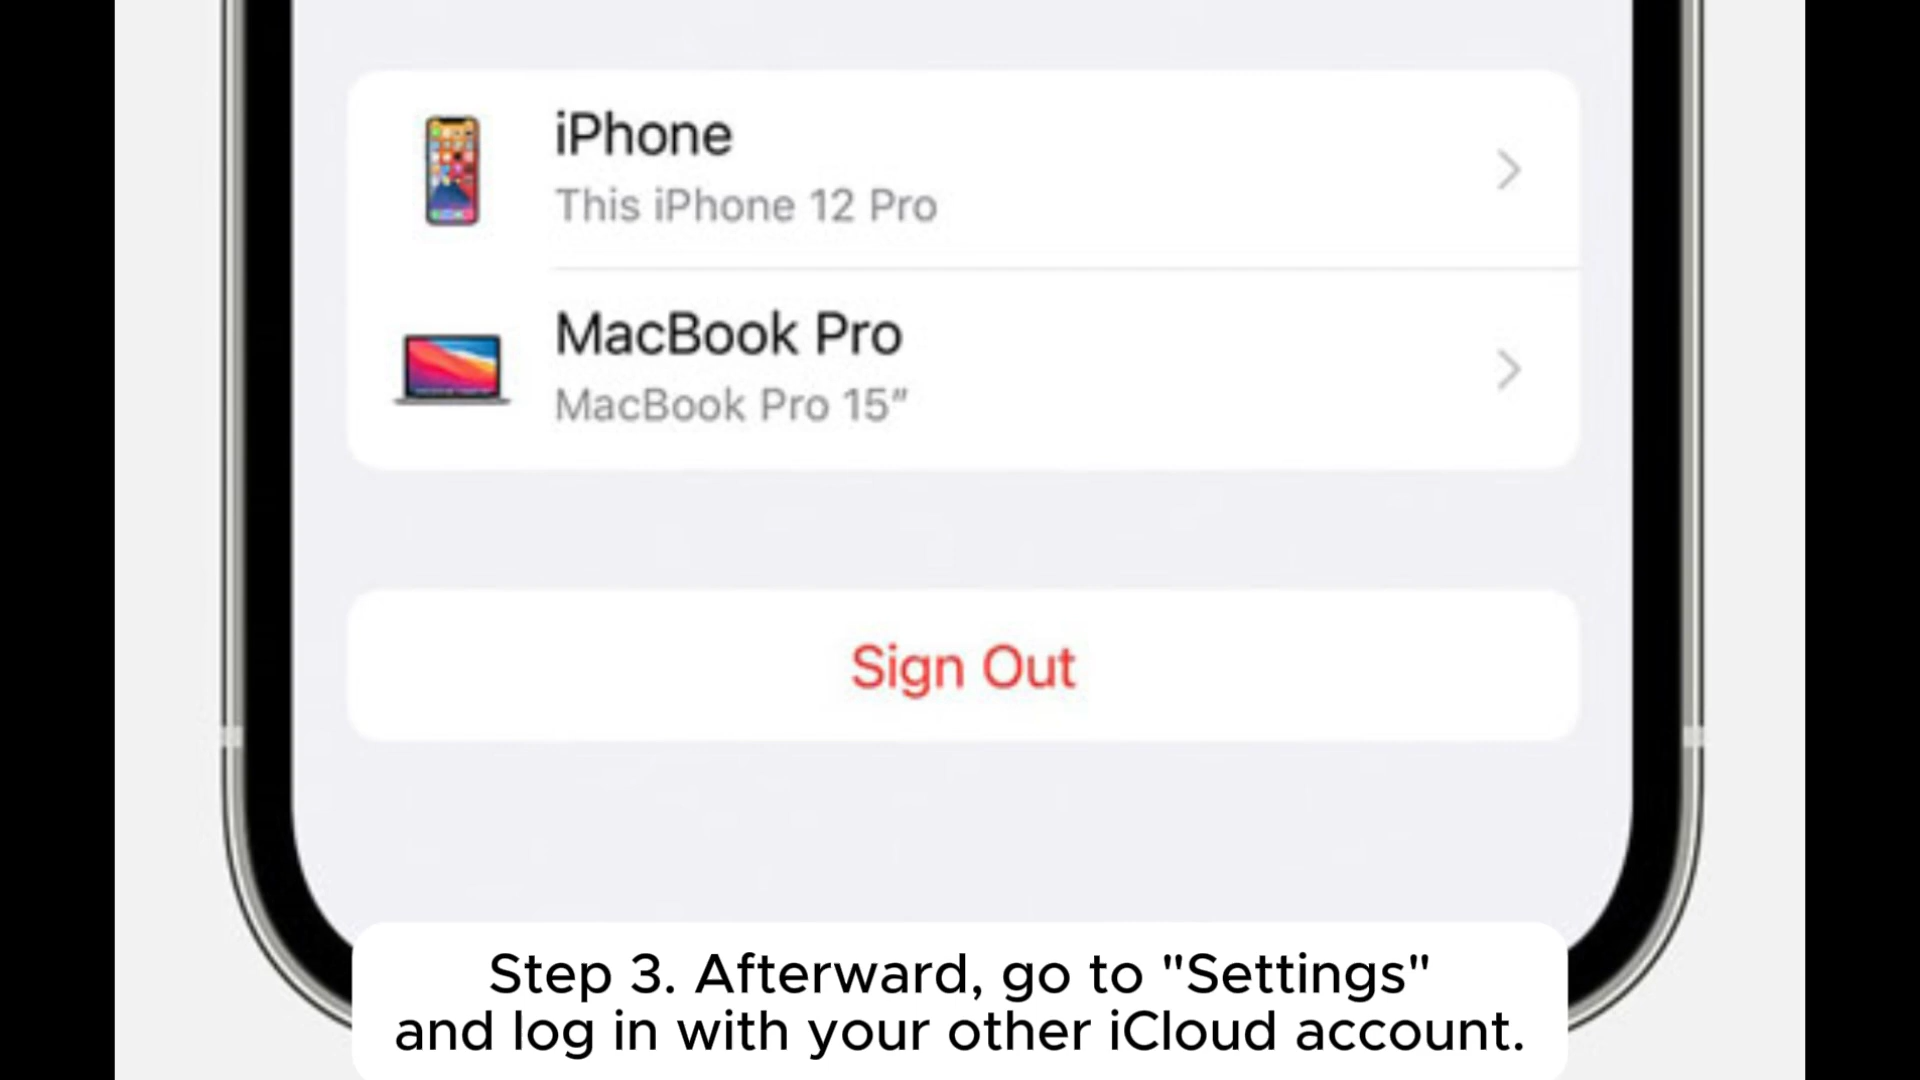 iPhone
This iPhone 12 Pro
MacBook Pro
MacBook Pro 15″
Sign Out
Step 3. Afterward, go to "Settings"
and log in with your other iCloud account.